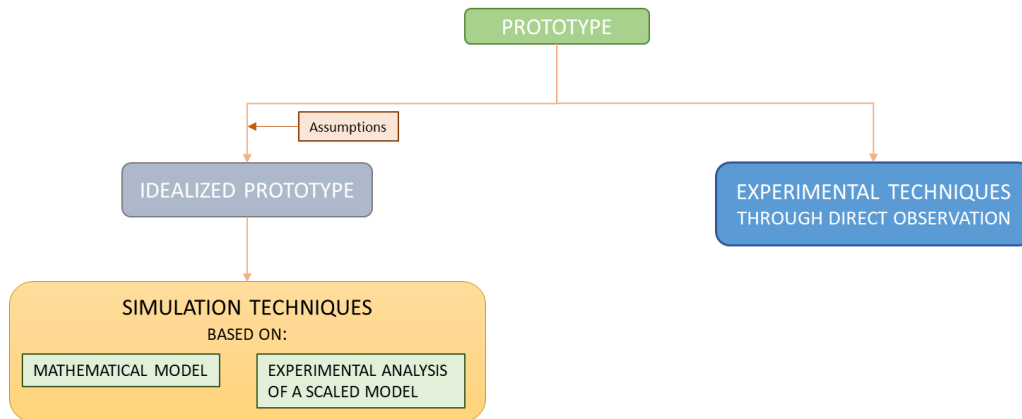 PROTOTYPE
Assumptions
IDEALIZED PROTOTYPE
EXPERIMENTAL TECHNIQUES
THROUGH DIRECT OBSERVATION
SIMULATION TECHNIQUES
BASED ON:
MATHEMATICAL MODEL
EXPERIMENTAL ANALYSIS
OF A SCALED MODEL